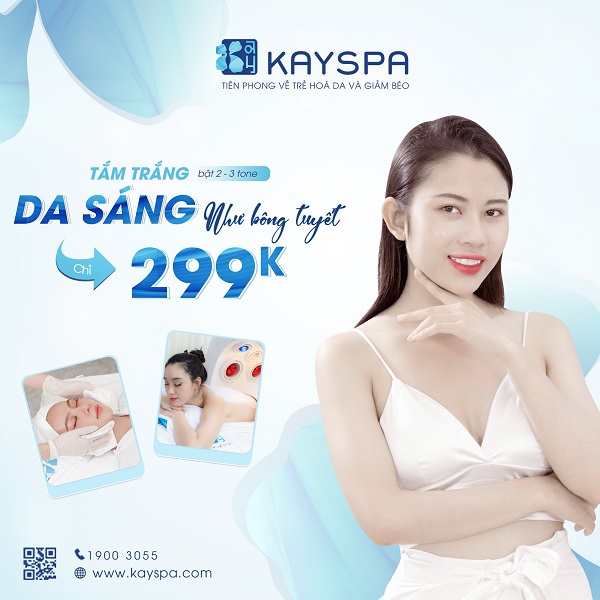 KAYSPA
TIÊN PHONG VỀ TRẺ HOÁ DA VÀ GIẢM BÉO
TẮM TRẮNG bật 2 - 3 tone
DA SÁNG Như bông tuyết
Chỉ 299K
1900 3055
www.kayspa.com